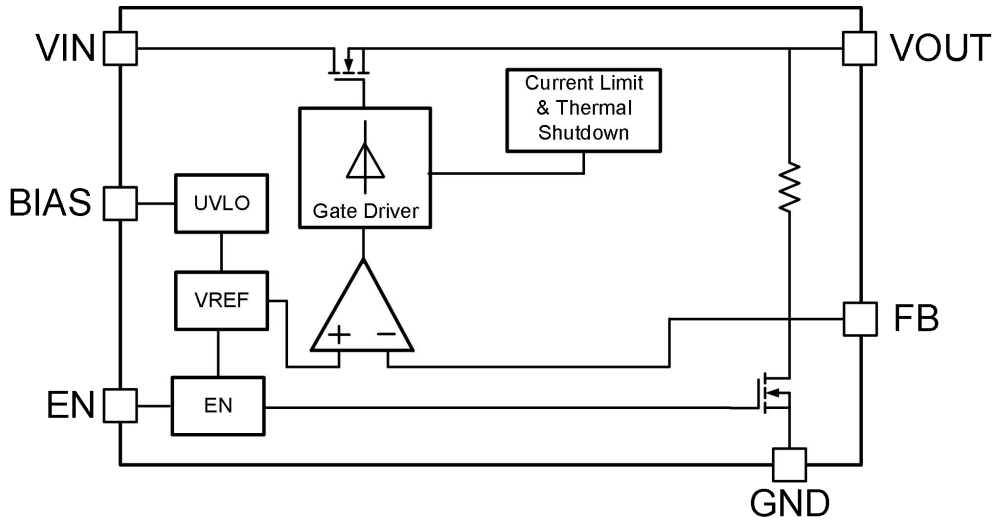 VIN
VOUT
Current Limit
& Thermal
Shutdown
BIAS
UVLO
Gate Driver
VREF
+ −
FB
EN
EN
GND